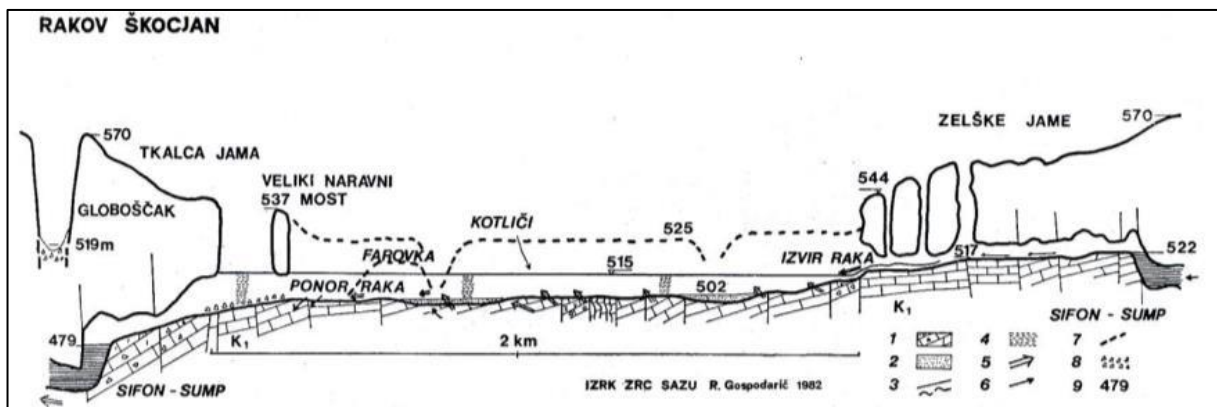 RAKOV ŠKOCJAN
570
TKALCA JAMA
ZELŠKE JAME
570
VELIKI NARAVNI
537 MOST
544
GLOBOŠČAK
KOTLIČI
519m
FAROVKA
525
515
IZVIR RAKA
517
522
PONOR RAKA
502
K1
K1
SIFON - SUMP
479
2 km
SIFON - SUMP
IZRK ZRC SAZU R. Gospodarič 1982
1 4 7
2 5 8
3 6 9 479